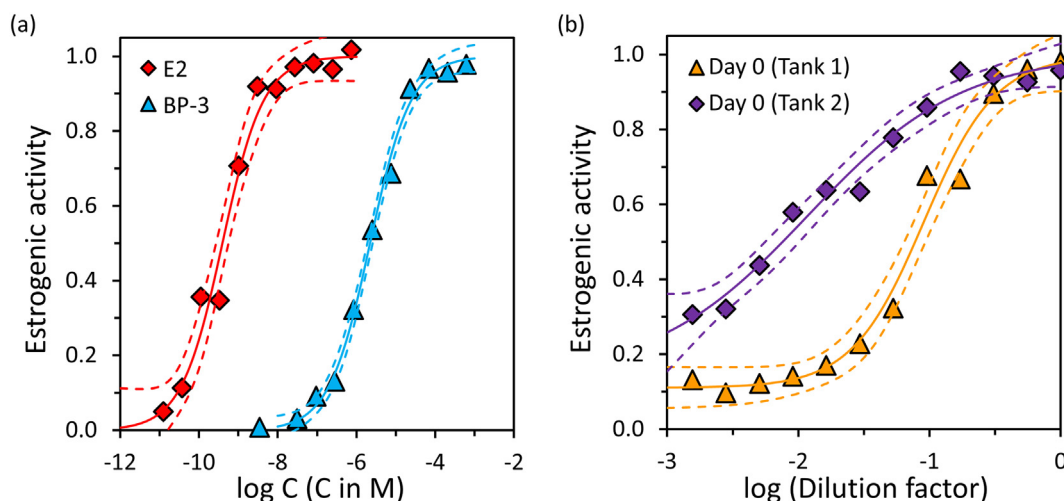 (a)
Estrogenic activity
1.0
0.8
0.6
0.4
0.2
0.0
E2
BP-3
-12 -10 -8 -6 -4 -2
log C (C in M)
(b)
Estrogenic activity
1.0
0.8
0.6
0.4
0.2
0.0
Day 0 (Tank 1)
Day 0 (Tank 2)
-3 -2 -1 0
log (Dilution factor)